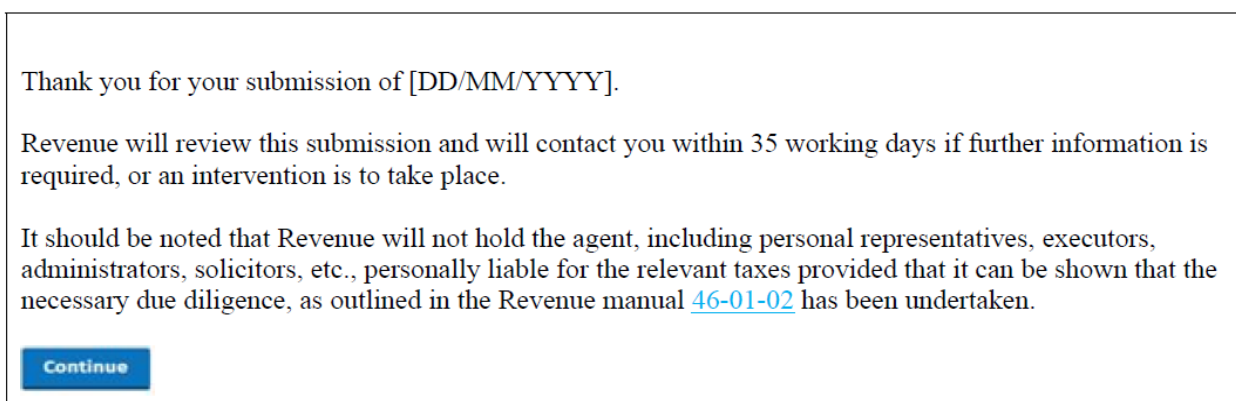 Thank you for your submission of [DD/MM/YYYY].
Revenue will review this submission and will contact you within 35 working days if further information is
required, or an intervention is to take place.
It should be noted that Revenue will not hold the agent, including personal representatives, executors,
administrators, solicitors, etc., personally liable for the relevant taxes provided that it can be shown that the
necessary due diligence, as outlined in the Revenue manual 46-01-02 has been undertaken.
Continue